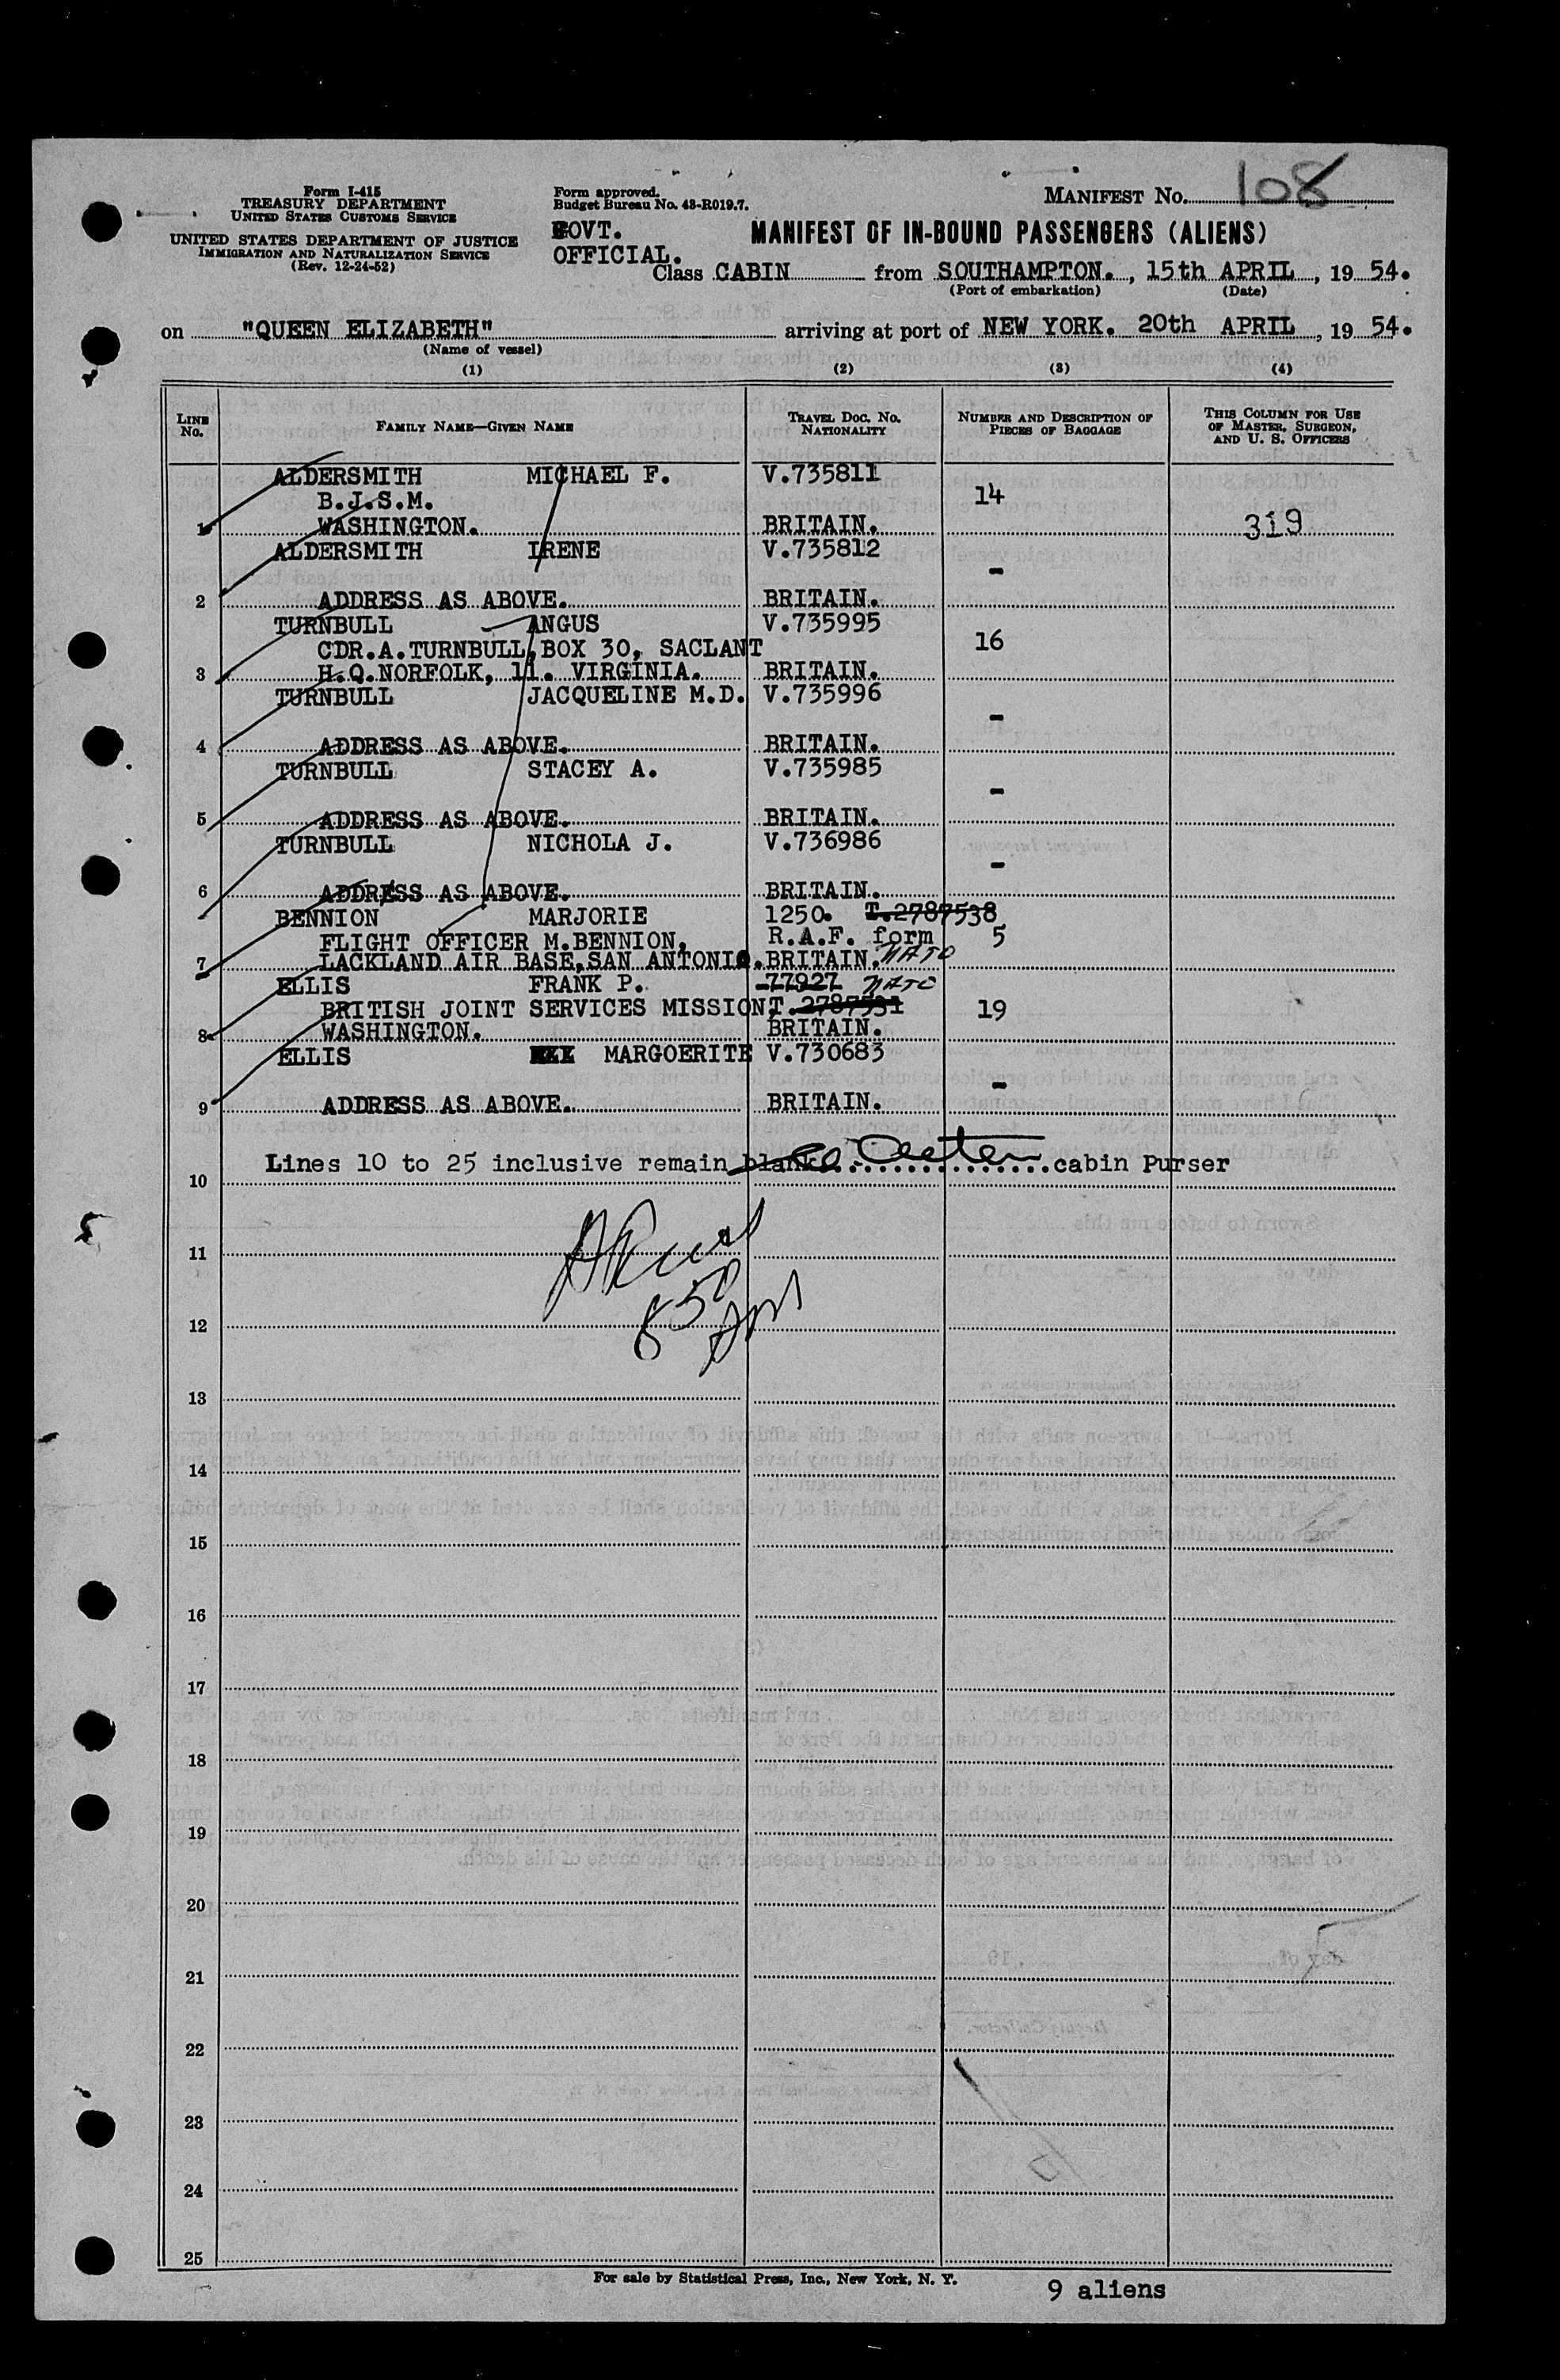 Form I-415
TREASURY DEPARTMENT
UNITED STATES CUSTOMS SERVICE
UNITED STATES DEPARTMENT OF JUSTICE
IMMIGRATION AND NATURALIZATION SERVICE
(Rev. 12-24-52)
Form approved.
Budget Bureau No. 43-R019.7.
MANIFEST No. 108
GOVT.
OFFICIAL.
MANIFEST OF IN-BOUND PASSENGERS (ALIENS)
Class CABIN from SOUTHAMPTON. , 15th APRIL , 19 54.
(Port of embarkation) (Date)
on "QUEEN ELIZABETH" arriving at port of NEW YORK. 20th APRIL , 19 54.
(Name of vessel)
(1) (2) (3) (4)
LINE No. FAMILY NAME—GIVEN NAME TRAVEL DOC. NO. NATIONALITY NUMBER AND DESCRIPTION OF PIECES OF BAGGAGE THIS COLUMN FOR USE OF MASTER, SURGEON, AND U. S. OFFICERS
ALDERSMITH MICHAEL F. V.735811
B.J.S.M. 14
1 WASHINGTON. BRITAIN. 319
ALDERSMITH IRENE V.735812
-
2 ADDRESS AS ABOVE. BRITAIN.
TURNBULL ANGUS V.735995
CDR.A.TURNBULL,BOX 30, SACLANT 16
3 H.Q.NORFOLK, 11. VIRGINIA. BRITAIN.
TURNBULL JACQUELINE M.D. V.735996
-
4 ADDRESS AS ABOVE. BRITAIN.
TURNBULL STACEY A. V.735985
-
5 ADDRESS AS ABOVE. BRITAIN.
TURNBULL NICHOLA J. V.736986
-
6 ADDRESS AS ABOVE. BRITAIN.
BENNION MARJORIE 1250. T.2787538
FLIGHT OFFICER M.BENNION, R.A.F. form 5
7 LACKLAND AIR BASE,SAN ANTONIO. BRITAIN. NATO
ELLIS FRANK P. 77927 NATO
BRITISH JOINT SERVICES MISSION, T.2787531 19
8 WASHINGTON. BRITAIN.
ELLIS MARGOERITE V.730683
-
9 ADDRESS AS ABOVE. BRITAIN.
Lines 10 to 25 inclusive remain blank. cabin Purser
10
11
12
13
14
15
16
17
18
19
20
21
22
23
24
25
For sale by Statistical Press, Inc., New York, N. Y.
9 aliens